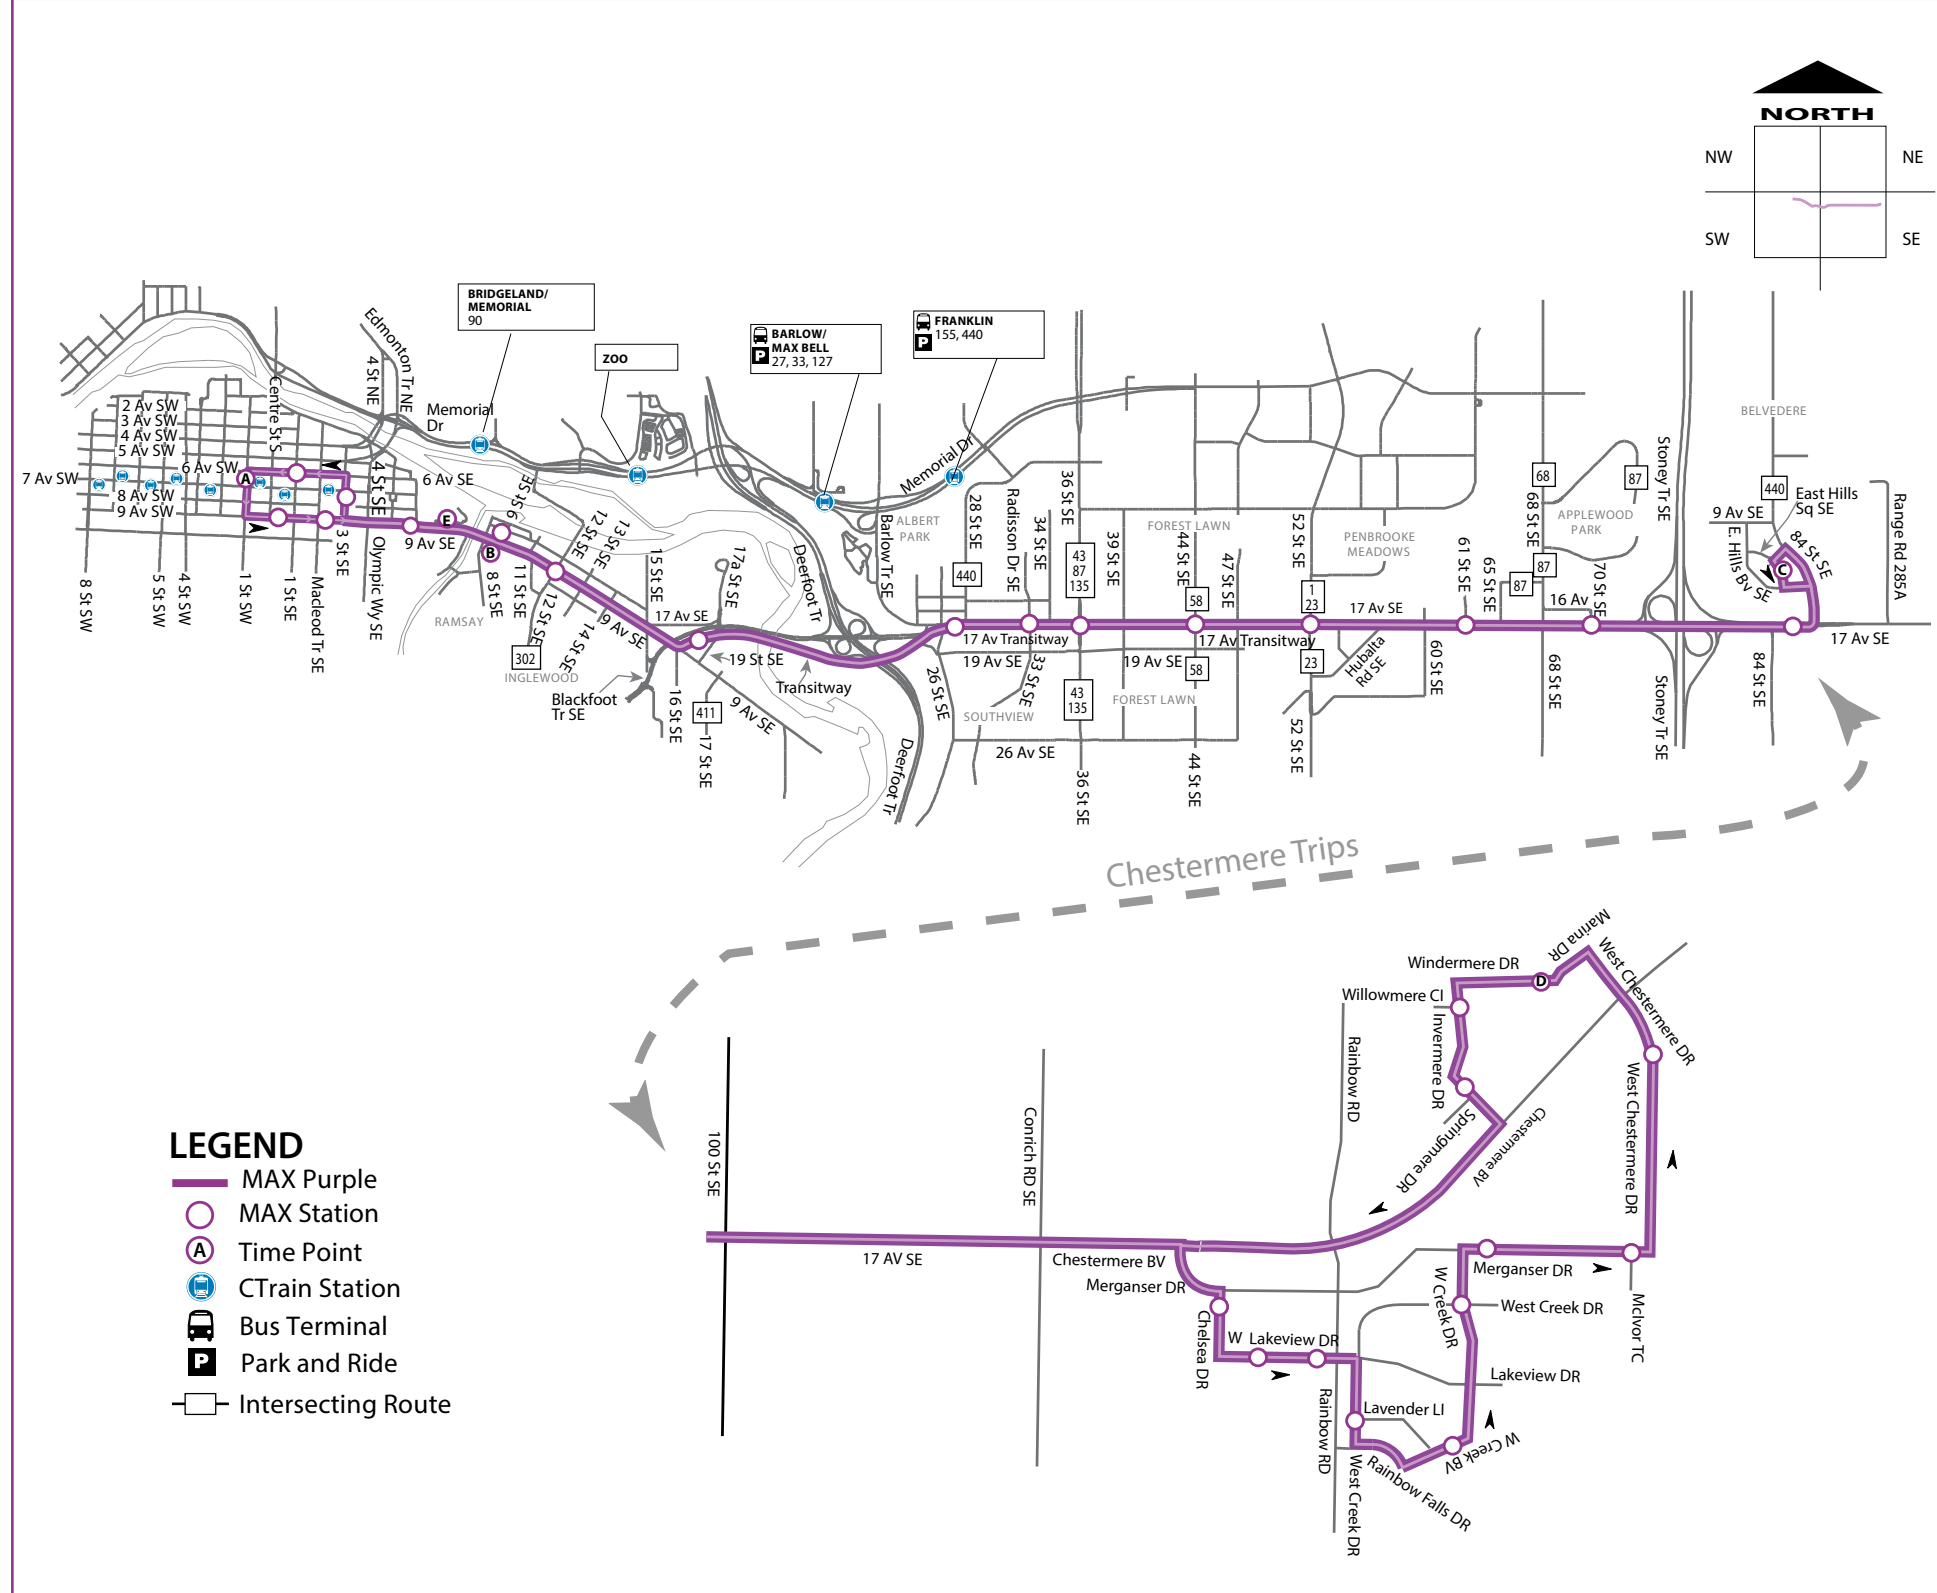 NORTH
NW
NE
SW
SE
BRIDGELAND/
MEMORIAL
90
ZOO
BARLOW/
MAX BELL
27, 33, 127
FRANKLIN
155, 440
P
P
Edmonton Tr NE
4 St NE
Centre St S
Memorial
Dr
Memorial Dr
2 Av SW
3 Av SW
4 Av SW
5 Av SW
6 Av SW
7 Av SW
8 Av SW
9 Av SW
A
4 St SE
6 Av SE
E
B
9 Av SE
6 St SE
12 St SE
13 St SE
8 St SW
5 St SW
4 St SW
1 St SW
1 St SE
Macleod Tr SE
3 St SE
Olympic Wy SE
RAMSAY
8 St SE
11 St SE
12 St SE
14 St SE
9 Av SE
302
INGLEWOOD
15 St SE
17 Av SE
17a St SE
19 St SE
Blackfoot
Tr SE
16 St SE
411
17 St SE
9 Av SE
Transitway
Deerfoot Tr
Deerfoot Tr
Barlow Tr SE
ALBERT
PARK
28 St SE
440
Radisson Dr SE
34 St SE
36 St SE
43
87
135
39 St SE
FOREST LAWN
44 St SE
58
47 St SE
52 St SE
1
23
PENBROOKE
MEADOWS
17 Av SE
61 St SE
65 St SE
68
68 St SE
87
87
87
APPLEWOOD
PARK
16 Av
70 St SE
Stoney Tr SE
BELVEDERE
440
East Hills
Sq SE
9 Av SE
E. Hills Bv SE
84 St SE
C
Range Rd 285A
17 Av SE
17 Av Transitway
17 Av Transitway
19 Av SE
19 Av SE
26 St SE
33 St SE
SOUTHVIEW
43
135
FOREST LAWN
58
23
Hubalta
Rd SE
60 St SE
68 St SE
Stoney Tr SE
84 St SE
26 Av SE
36 St SE
44 St SE
52 St SE
Chestermere Trips
Marina DR
Windermere DR
D
West Chestermere DR
Willowmere Cl
Invermere DR
Rainbow RD
Springmere DR
Chestermere BV
West Chestermere DR
100 St SE
Conrich RD SE
17 AV SE
Chestermere BV
Merganser DR
Chelsea DR
W Lakeview DR
Merganser DR
W Creek DR
West Creek DR
McIvor TC
Lakeview DR
Lavender LI
Rainbow RD
West Creek DR
Rainbow Falls DR
W Creek BV
LEGEND
MAX Purple
MAX Station
A Time Point
CTrain Station
Bus Terminal
P Park and Ride
Intersecting Route